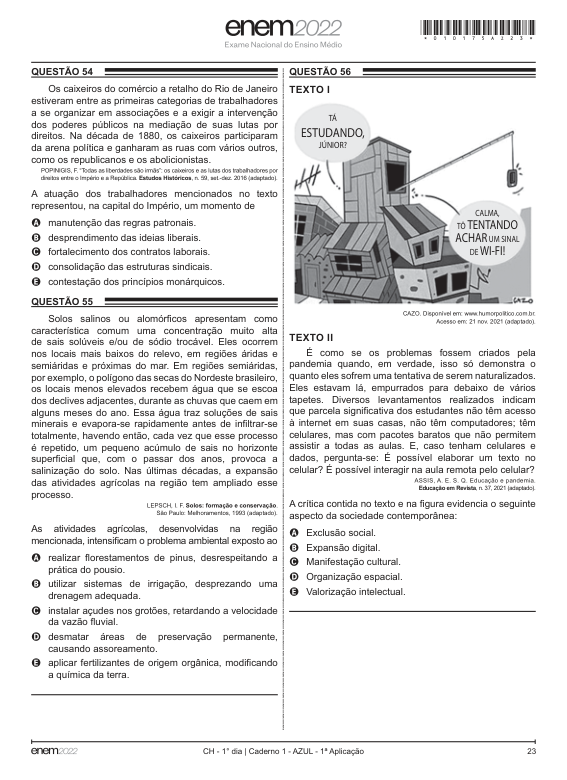 enem2022
Exame Nacional do Ensino Médio
*010175AZ23*
QUESTÃO 54
Os caixeiros do comércio a retalho do Rio de Janeiro
estiveram entre as primeiras categorias de trabalhadores
a se organizar em associações e a exigir a intervenção
dos poderes públicos na mediação de suas lutas por
direitos. Na década de 1880, os caixeiros participaram
da arena política e ganharam as ruas com vários outros,
como os republicanos e os abolicionistas.
POPINIGIS, F. "Todas as liberdades são irmãs": os caixeiros e as lutas dos trabalhadores por
direitos entre o Império e a República. Estudos Históricos, n. 59, set.-dez. 2016 (adaptado).
A atuação dos trabalhadores mencionados no texto
representou, na capital do Império, um momento de
A manutenção das regras patronais.
B desprendimento das ideias liberais.
C fortalecimento dos contratos laborais.
D consolidação das estruturas sindicais.
E contestação dos princípios monárquicos.
QUESTÃO 55
Solos salinos ou alomórficos apresentam como
característica comum uma concentração muito alta
de sais solúveis e/ou de sódio trocável. Eles ocorrem
nos locais mais baixos do relevo, em regiões áridas e
semiáridas e próximas do mar. Em regiões semiáridas,
por exemplo, o polígono das secas do Nordeste brasileiro,
os locais menos elevados recebem água que se escoa
dos declives adjacentes, durante as chuvas que caem em
alguns meses do ano. Essa água traz soluções de sais
minerais e evapora-se rapidamente antes de infiltrar-se
totalmente, havendo então, cada vez que esse processo
é repetido, um pequeno acúmulo de sais no horizonte
superficial que, com o passar dos anos, provoca a
salinização do solo. Nas últimas décadas, a expansão
das atividades agrícolas na região tem ampliado esse
processo.
LEPSCH, I. F. Solos: formação e conservação.
São Paulo: Melhoramentos, 1993 (adaptado).
As atividades agrícolas, desenvolvidas na região
mencionada, intensificam o problema ambiental exposto ao
A realizar florestamentos de pinus, desrespeitando a
prática do pousio.
B utilizar sistemas de irrigação, desprezando uma
drenagem adequada.
C instalar açudes nos grotões, retardando a velocidade
da vazão fluvial.
D desmatar áreas de preservação permanente,
causando assoreamento.
E aplicar fertilizantes de origem orgânica, modificando
a química da terra.
QUESTÃO 56
TEXTO I
TÁ
ESTUDANDO,
JÚNIOR?
CALMA,
TÔ TENTANDO
ACHAR UM SINAL
DE WI-FI!
CAZO
CAZO. Disponível em: www.humorpolitico.com.br.
Acesso em: 21 nov. 2021 (adaptado).
TEXTO II
É como se os problemas fossem criados pela
pandemia quando, em verdade, isso só demonstra o
quanto eles sofrem uma tentativa de serem naturalizados.
Eles estavam lá, empurrados para debaixo de vários
tapetes. Diversos levantamentos realizados indicam
que parcela significativa dos estudantes não têm acesso
à internet em suas casas, não têm computadores; têm
celulares, mas com pacotes baratos que não permitem
assistir a todas as aulas. E, caso tenham celulares e
dados, pergunta-se: É possível elaborar um texto no
celular? É possível interagir na aula remota pelo celular?
ASSIS, A. E. S. Q. Educação e pandemia.
Educação em Revista, n. 37, 2021 (adaptado).
A crítica contida no texto e na figura evidencia o seguinte
aspecto da sociedade contemporânea:
A Exclusão social.
B Expansão digital.
C Manifestação cultural.
D Organização espacial.
E Valorização intelectual.
enem2022
CH - 1° dia | Caderno 1 - AZUL - 1ª Aplicação
23